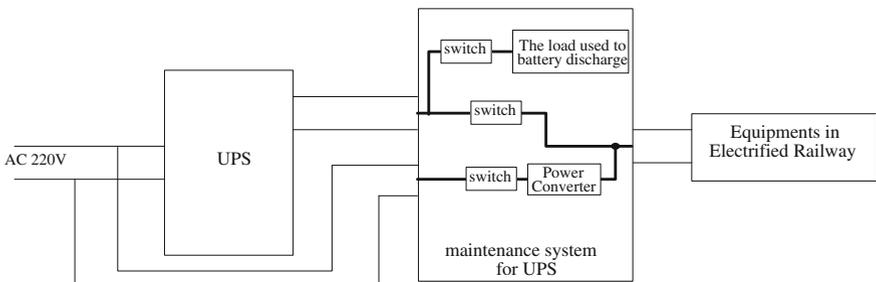 switch
The load used to
battery discharge
switch
AC 220V
UPS
Equipments in
Electrified Railway
switch
Power
Converter
maintenance system
for UPS